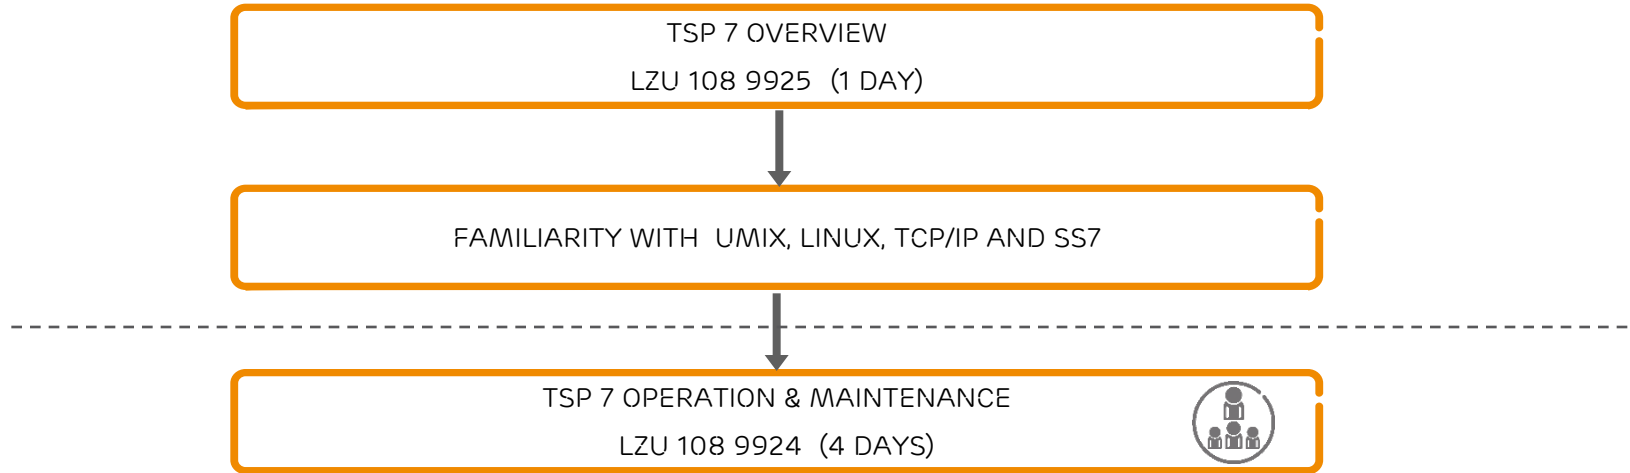 TSP 7 OVERVIEW
LZU 108 9925 (1 DAY)
FAMILIARITY WITH UMIX, LINUX, TCP/IP AND SS7
TSP 7 OPERATION & MAINTENANCE
LZU 108 9924 (4 DAYS)